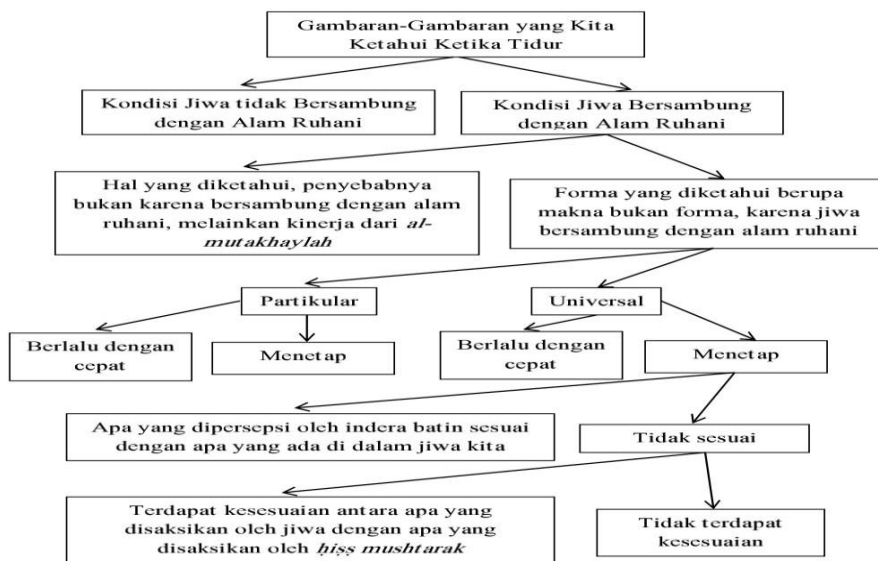 Gambaran-Gambaran yang Kita
Ketahui Ketika Tidur
Kondisi Jiwa tidak Bersambung
dengan Alam Ruhani
Kondisi Jiwa Bersambung
dengan Alam Ruhani
Hal yang diketahui, penyebabnya
bukan karena bersambung dengan alam
ruhani, melainkan kinerja dari al-
mutakhaylah
Forma yang diketahui berupa
makna bukan forma, karena jiwa
bersambung dengan alam ruhani
Partikular
Universal
Berlalu dengan
cepat
Menetap
Berlalu dengan
cepat
Menetap
Apa yang dipersepsi oleh indera batin sesuai
dengan apa yang ada di dalam jiwa kita
Tidak sesuai
Terdapat kesesuaian antara apa yang
disaksikan oleh jiwa dengan apa yang
disaksikan oleh ḥiṣṣ mushtarak
Tidak terdapat
kesesuaian